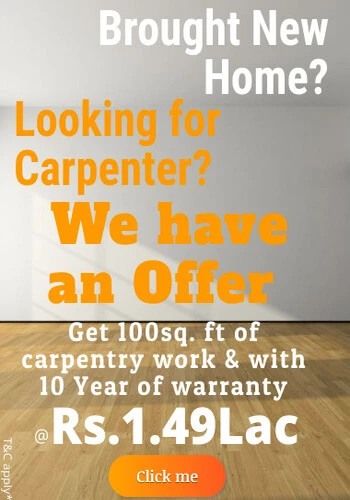 Brought New
Home?
Looking for
Carpenter?
We have
an Offer
Get 100sq. ft of
carpentry work & with
10 Year of warranty
@ Rs.1.49Lac
T&C apply*
Click me